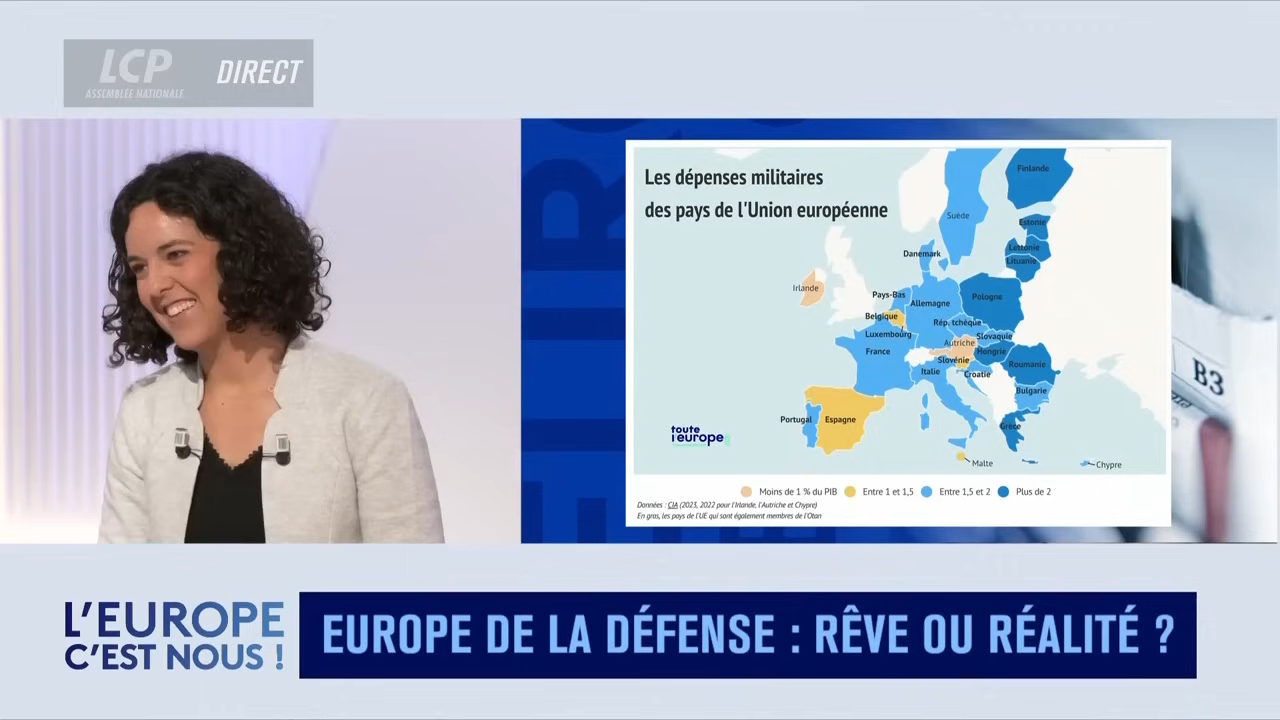 LCP
ASSEMBLÉE NATIONALE
DIRECT
Les dépenses militaires
des pays de l'Union européenne
Finlande
Suède
Estonie
Lettonie
Lituanie
Danemark
Irlande
Pays-Bas
Allemagne
Pologne
Belgique
Rép. tchèque
Luxembourg
Slovaquie
Autriche
France
Hongrie
Slovénie
Roumanie
Italie
Croatie
Bulgarie
Portugal
Espagne
Grèce
toute
l'europe
Malte
Chypre
Moins de 1 % du PIB
Entre 1 et 1,5
Entre 1,5 et 2
Plus de 2
Données : CIA (2023, 2022 pour l'Irlande, l'Autriche et Chypre)
En gras, les pays de l'UE qui sont également membres de l'Otan
B3
L'EUROPE
C'EST NOUS !
EUROPE DE LA DÉFENSE : RÊVE OU RÉALITÉ ?